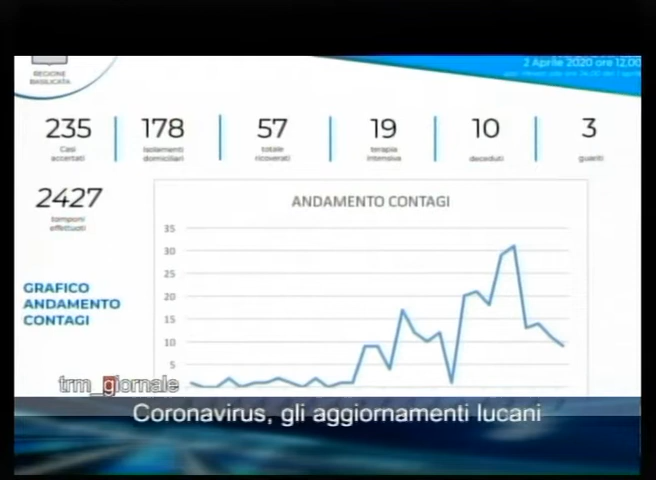 REGIONE
BASILICATA
2 Aprile 2020 ore 12.00
235
Casi
accertati
178
Isolamenti
domiciliari
57
totale
ricoverati
19
terapia
intensiva
10
deceduti
3
guariti
2427
tamponi
effettuati
ANDAMENTO CONTAGI
35
30
25
20
15
10
5
GRAFICO
ANDAMENTO
CONTAGI
trm_giornale
Coronavirus, gli aggiornamenti lucani